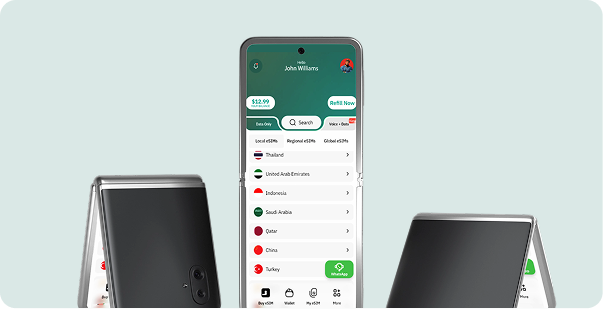 Hello
John Williams
$12.99
Refill Now
Data Only
Search
Voice + Data
Local eSIMs
Regional eSIMs
Global eSIMs
Thailand
United Arab Emirates
Indonesia
Saudi Arabia
Qatar
China
Turkey
WhatsApp
Buy eSIM
Wallet
My eSIM
More
More